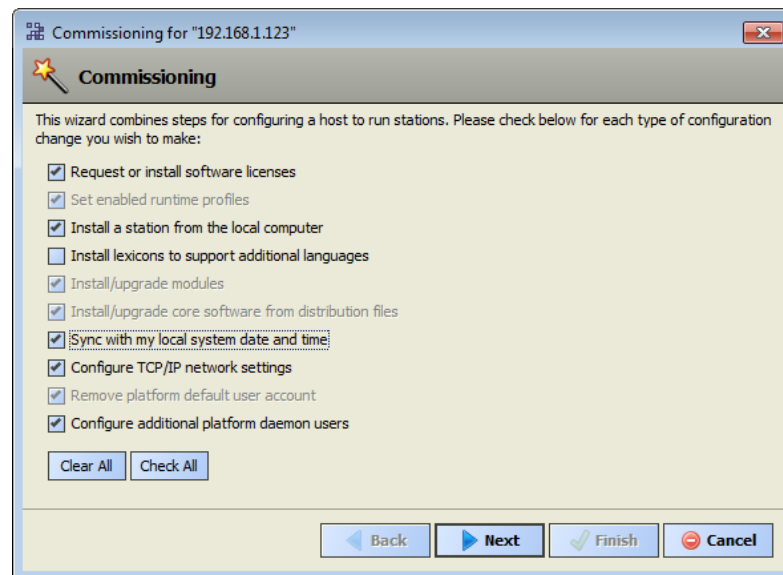 Commissioning for "192.168.1.123"
Commissioning
This wizard combines steps for configuring a host to run stations. Please check below for each type of configuration
change you wish to make:
Request or install software licenses
Set enabled runtime profiles
Install a station from the local computer
Install lexicons to support additional languages
Install/upgrade modules
Install/upgrade core software from distribution files
Sync with my local system date and time
Configure TCP/IP network settings
Remove platform default user account
Configure additional platform daemon users
Clear All Check All
Back Next Finish Cancel